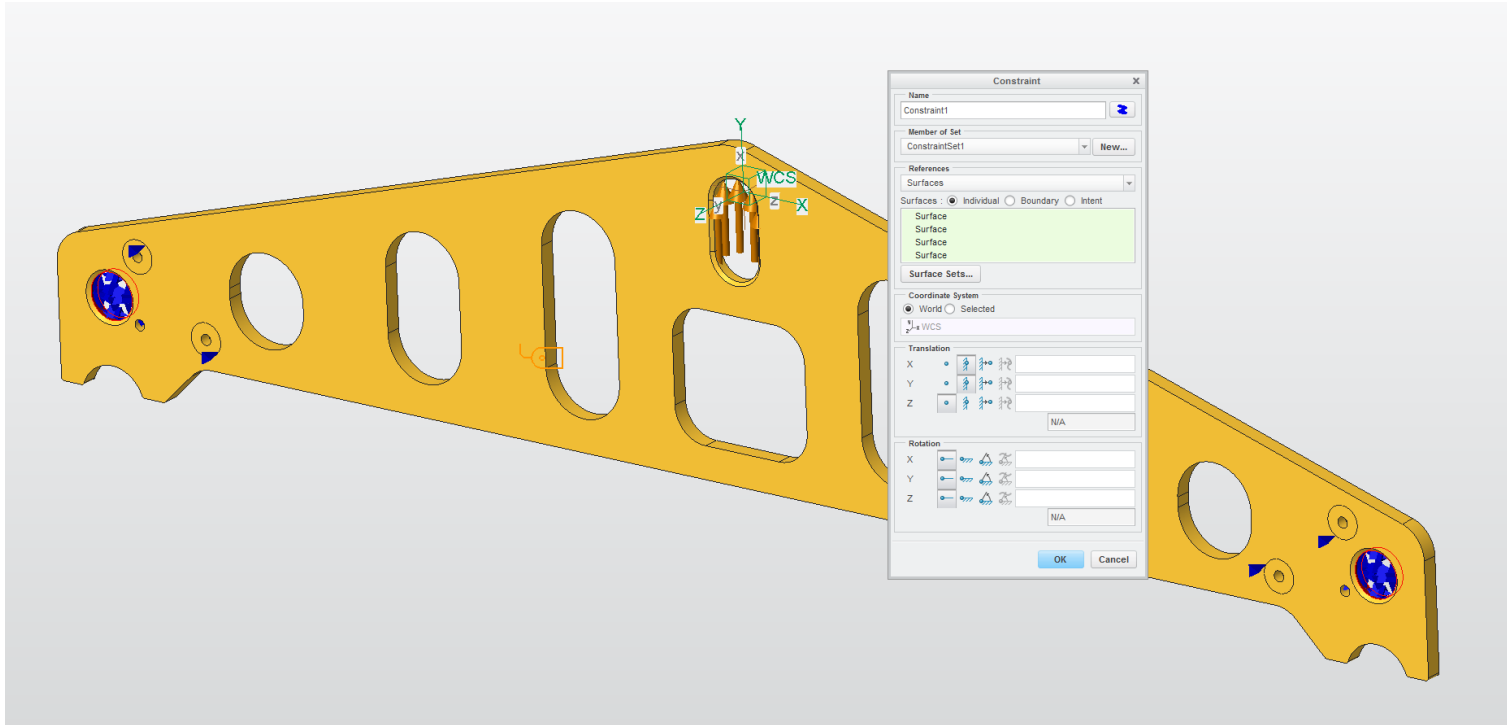 Y
X
WCS
Z
y
z
X
Constraint
Name
Constraint1
Member of Set
ConstraintSet1
New...
References
Surfaces
Surfaces : Individual Boundary Intent
Surface
Surface
Surface
Surface
Surface Sets...
Coordinate System
World Selected
WCS
Translation
X
Y
Z
N/A
Rotation
X
Y
Z
N/A
OK Cancel